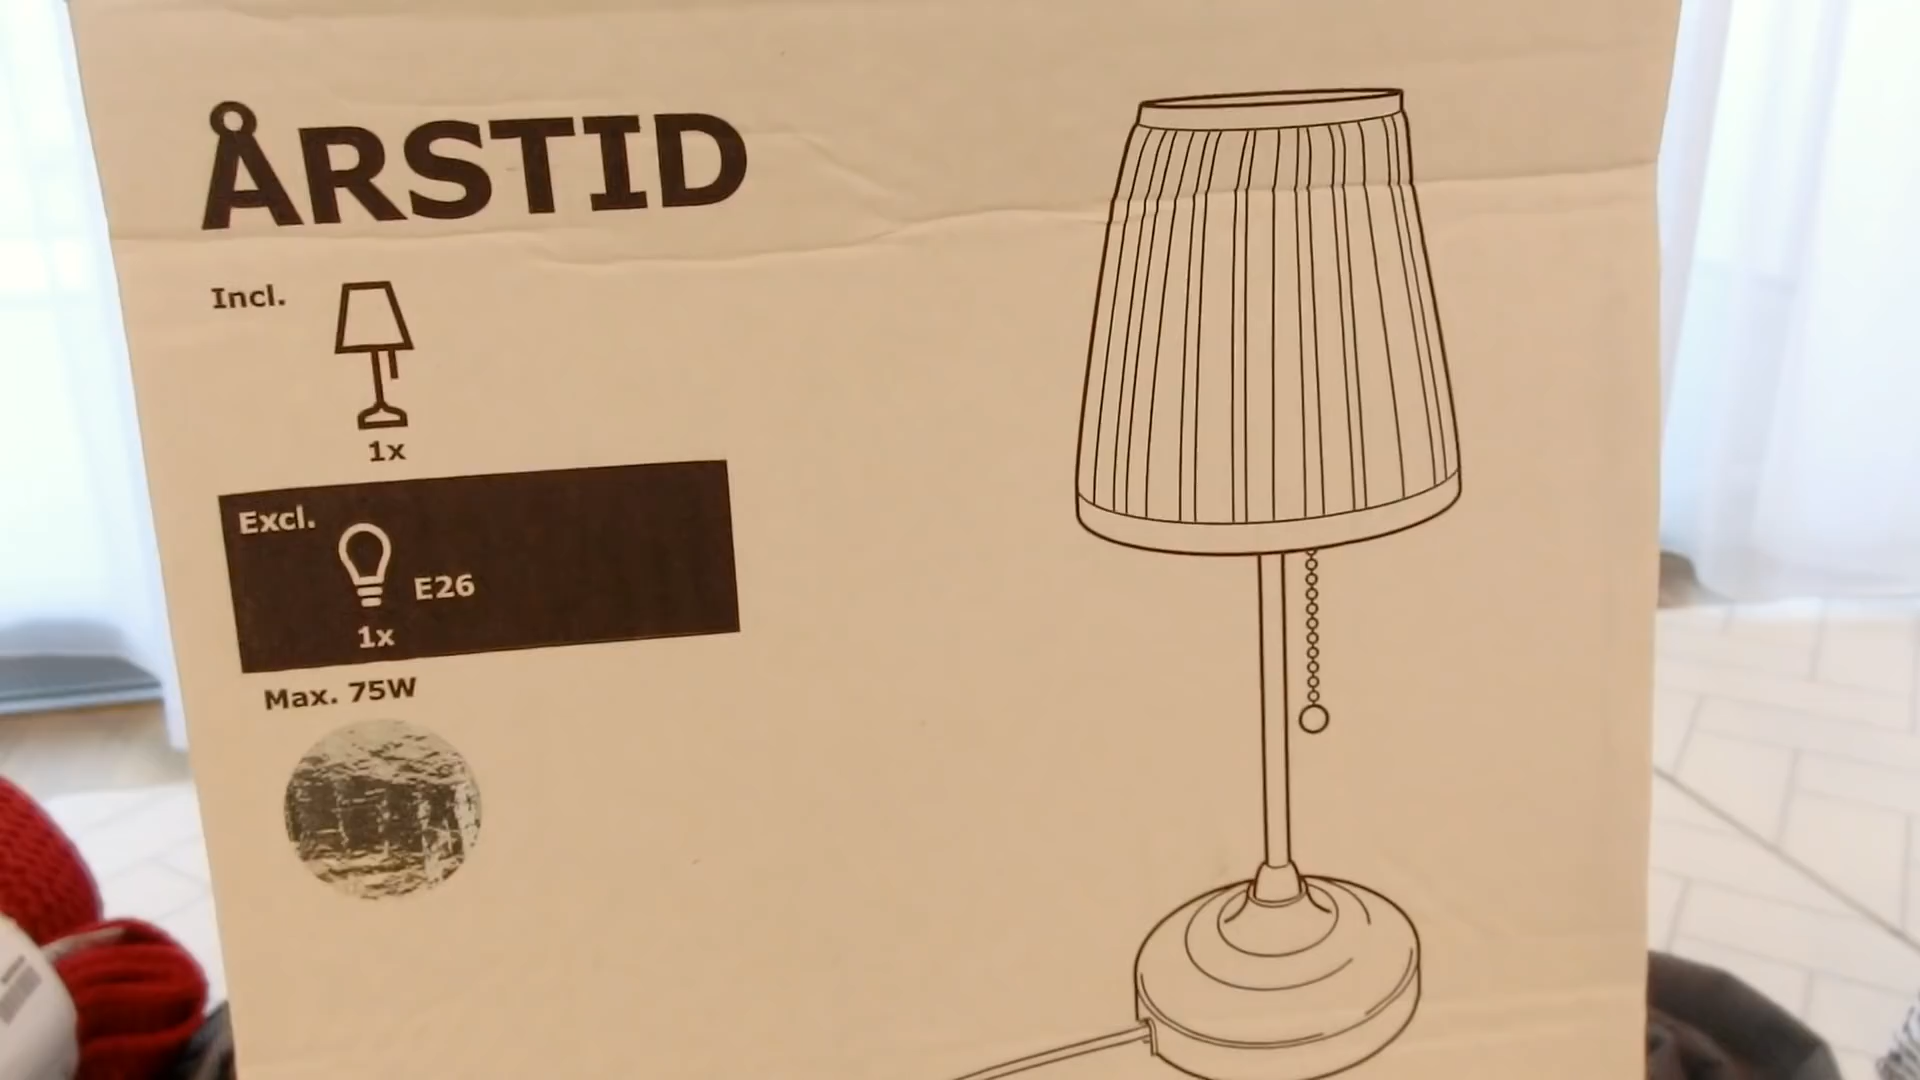 ÅRSTID
Incl.
1x
Excl.
E26
1x
Max. 75W